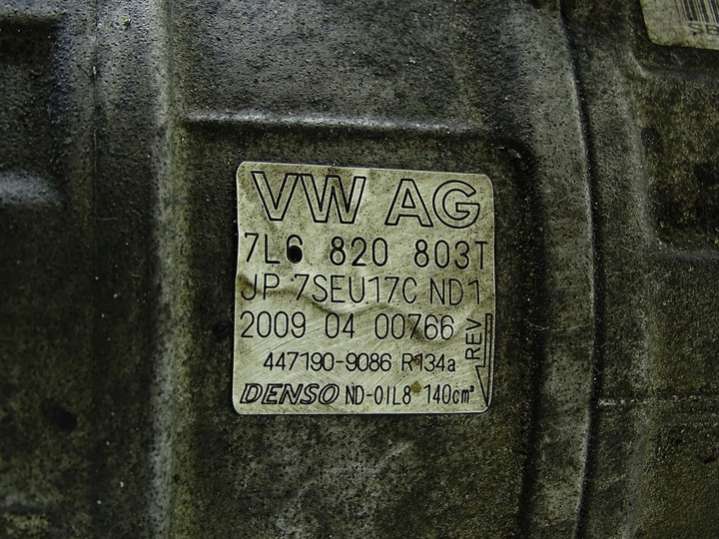 VW AG
7L6 820 803T
JP 7SEU17C ND1
2009 04 00766
REV
447190-9086 R134a
DENSO ND-OIL8 140cm³